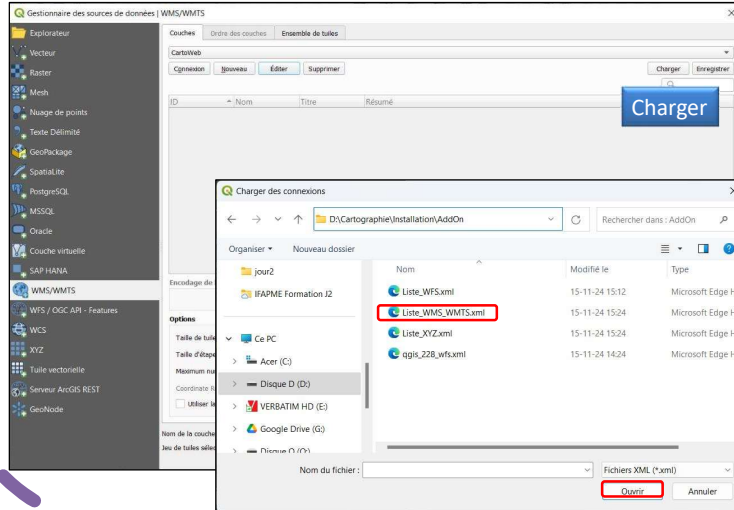 Gestionnaire des sources de données | WMS/WMTS
Explorateur
Vecteur
Raster
Mesh
Nuage de points
Texte Délimité
GeoPackage
SpatiaLite
PostgreSQL
MSSQL
Oracle
Couche virtuelle
SAP HANA
WMS/WMTS
WFS / OGC API - Features
WCS
XYZ
Tuile vectorielle
Serveur ArcGIS REST
GeoNode
Couches Ordre des couches Ensemble de tuiles
CartoWeb
Connexion Nouveau Éditer Supprimer Charger Enregistrer
ID Nom Titre Résumé
Charger
Encodage de
Options
Taille de tuile
Taille d'étape
Maximum nu
Coordinate R
Utiliser la
Nom de la couche
Jeu de tuiles sélec
Charger des connexions
D:\Cartographie\Installation\AddOn
Rechercher dans : AddOn
Organiser Nouveau dossier
jour2
IFAPME Formation J2
Ce PC
Acer (C:)
Disque D (D:)
VERBATIM HD (E:)
Google Drive (G:)
Disque O (O:)
Nom Modifié le Type
Liste_WFS.xml 15-11-24 15:12 Microsoft Edge H
Liste_WMS_WMTS.xml 15-11-24 15:24 Microsoft Edge H
Liste_XYZ.xml 15-11-24 15:24 Microsoft Edge H
qgis_228_wfs.xml 15-11-24 14:24 Microsoft Edge H
Nom du fichier : Fichiers XML (*.xml)
Ouvrir Annuler